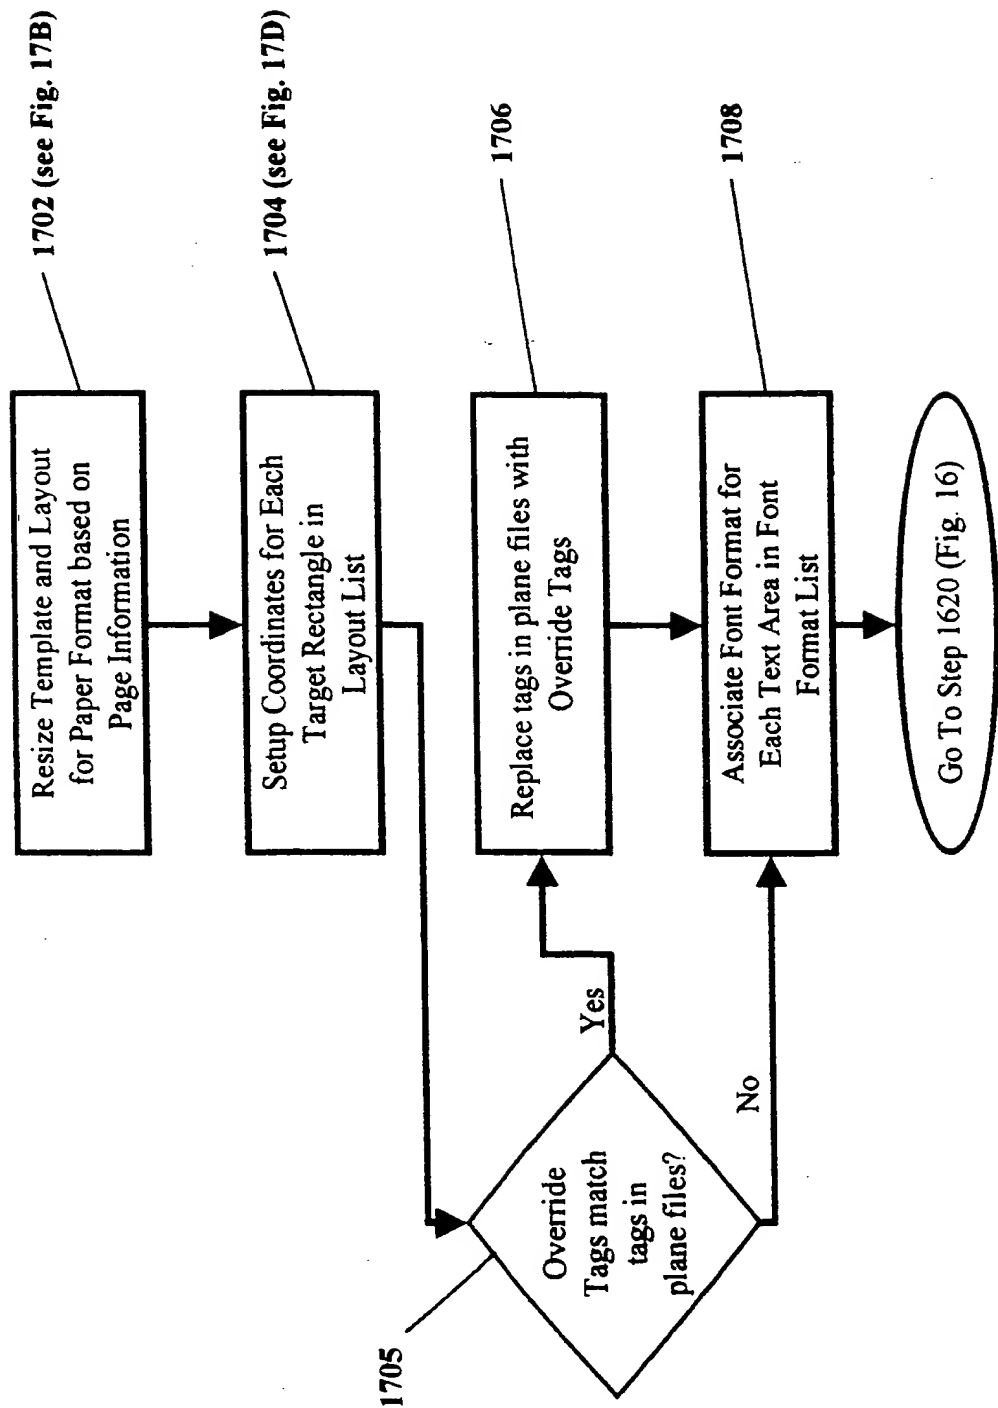 Resize Template and Layout
for Paper Format based on
Page Information
1702 (see Fig. 17B)
Setup Coordinates for Each
Target Rectangle in
Layout List
1704 (see Fig. 17D)
1705
Override
Tags match
tags in
plane files?
Yes
No
Replace tags in plane files with
Override Tags
1706
Associate Font Format for
Each Text Area in Font
Format List
1708
Go To Step 1620 (Fig. 16)